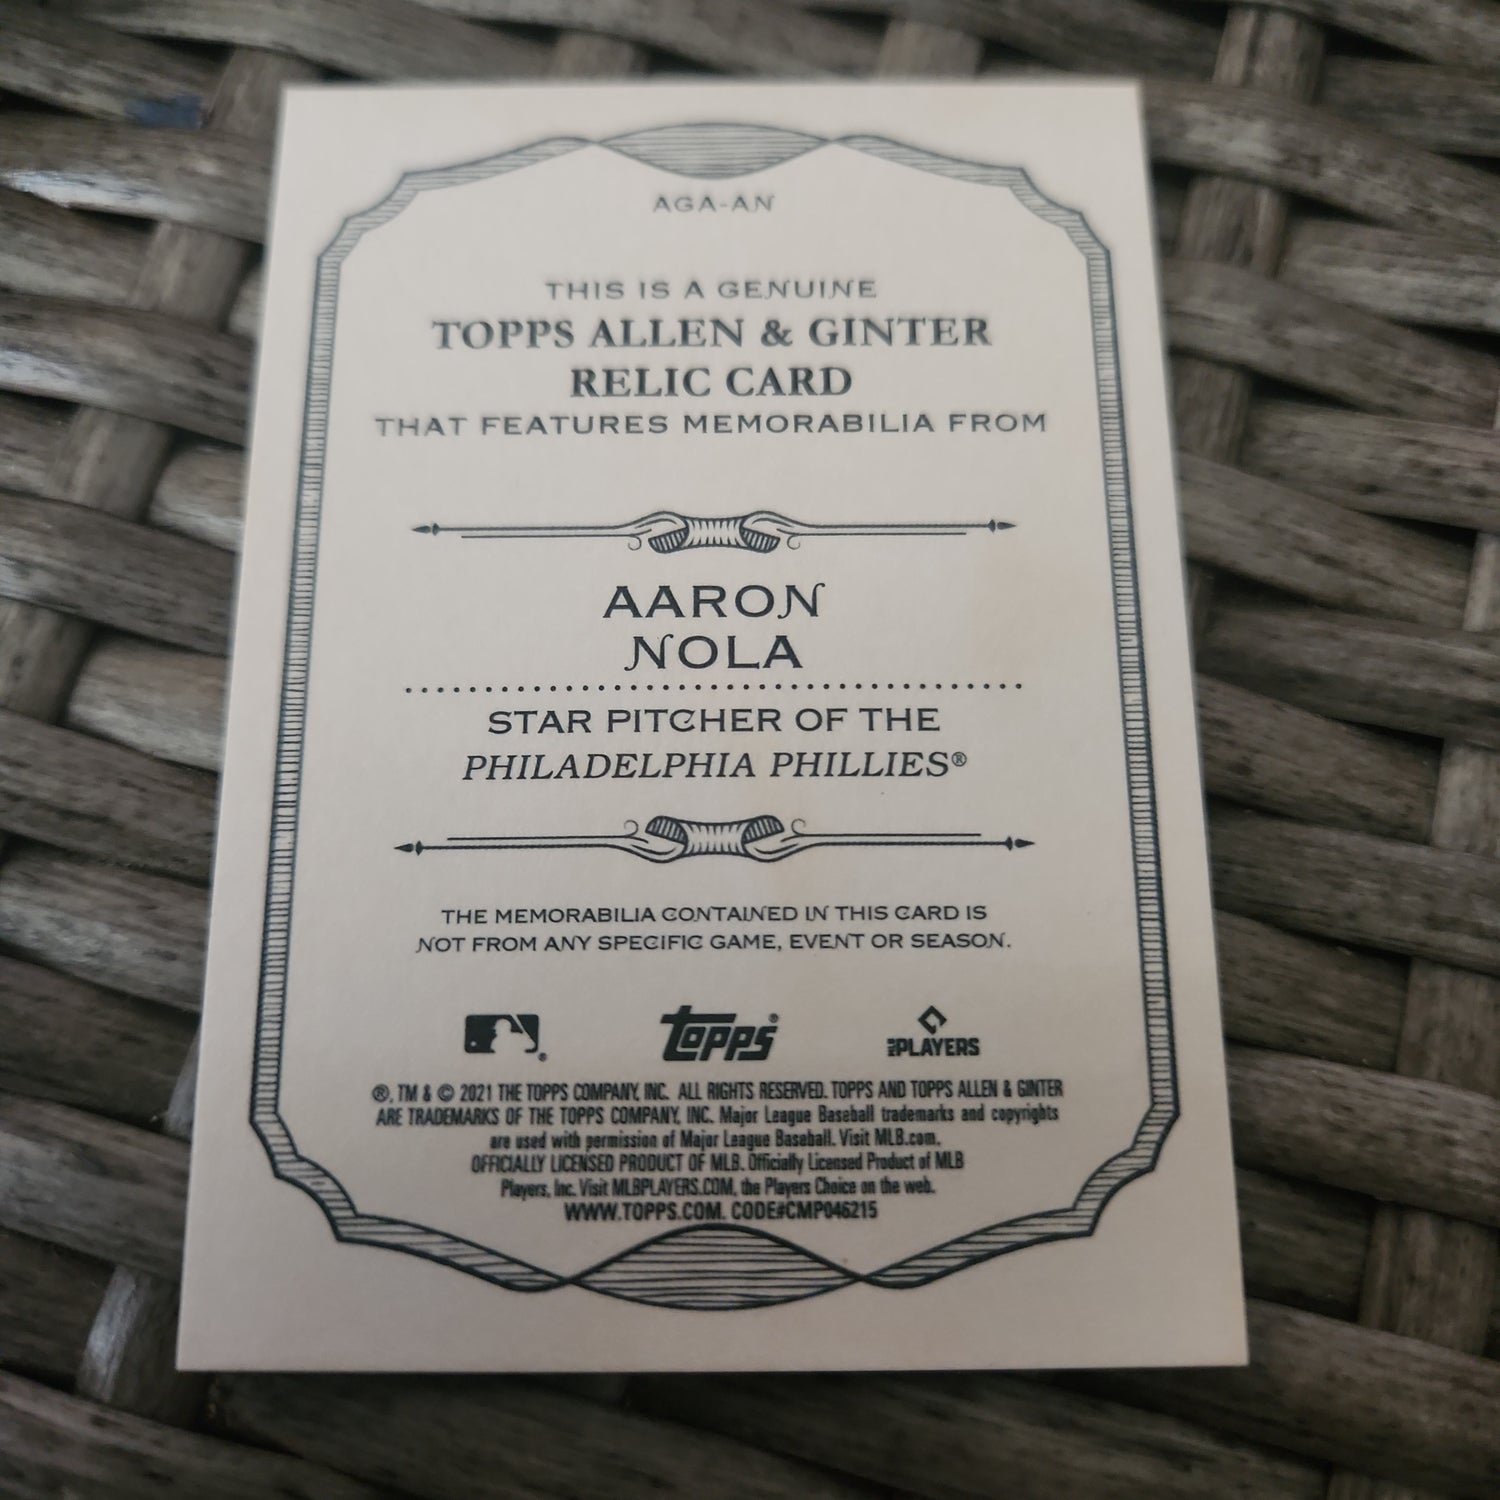 AGA-AN
THIS IS A GENUINE
TOPPS ALLEN & GINTER
RELIC CARD
THAT FEATURES MEMORABILIA FROM
AARON
NOLA
STAR PITCHER OF THE
PHILADELPHIA PHILLIES®
THE MEMORABILIA CONTAINED IN THIS CARD IS
NOT FROM ANY SPECIFIC GAME, EVENT OR SEASON.
® topps® MLB PLAYERS
®, TM & © 2021 THE TOPPS COMPANY, INC. ALL RIGHTS RESERVED. TOPPS AND TOPPS ALLEN & GINTER
ARE TRADEMARKS OF THE TOPPS COMPANY, INC. Major League Baseball trademarks and copyrights
are used with permission of Major League Baseball. Visit MLB.com.
OFFICIALLY LICENSED PRODUCT OF MLB. Officially Licensed Product of MLB
Players, Inc. Visit MLBPLAYERS.COM, the Players Choice on the web.
WWW.TOPPS.COM. CODE#CMP046215